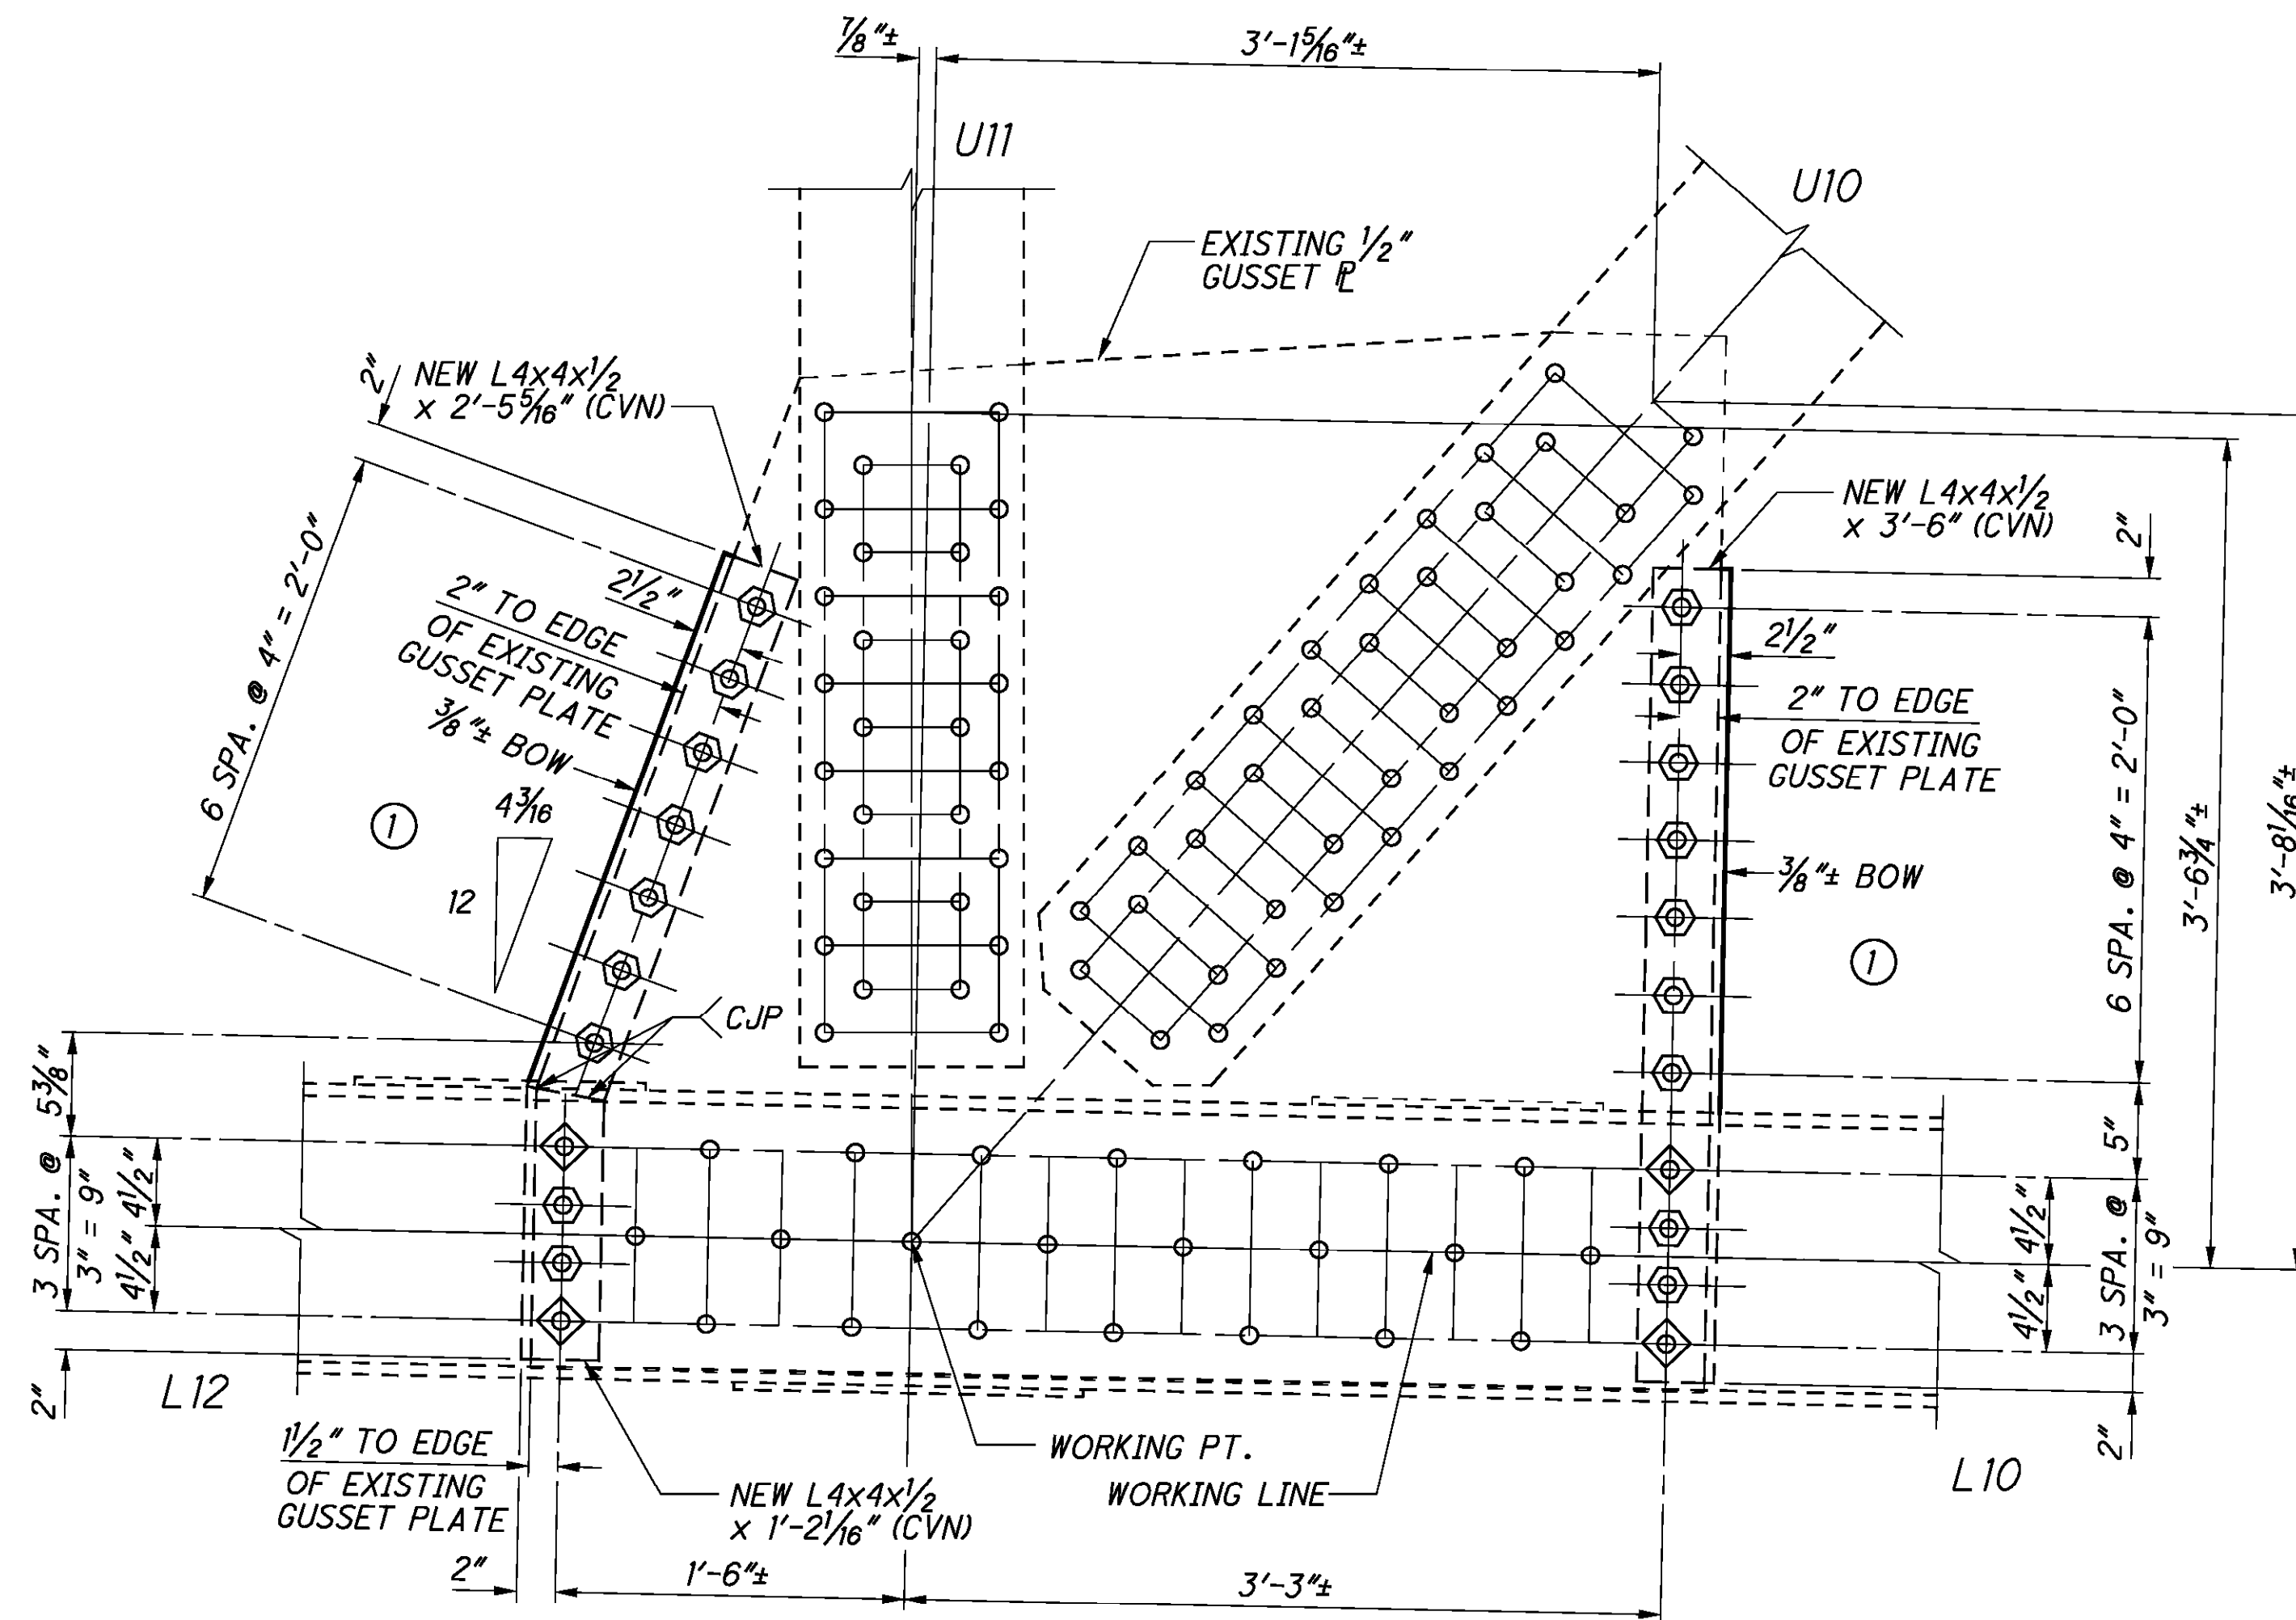 7/8"±
3'-1 5/16"±
U11
U10
EXISTING 1/2"
GUSSET ⅊
2"
NEW L4x4x1/2
x 2'-5 5/16" (CVN)
NEW L4x4x1/2
x 3'-6" (CVN)
2"
6 SPA. @ 4" = 2'-0"
2 1/2"
2" TO EDGE
OF EXISTING
GUSSET PLATE
3/8"± BOW
2 1/2"
2" TO EDGE
OF EXISTING
GUSSET PLATE
3/8"± BOW
6 SPA. @ 4" = 2'-0"
3'-6 3/4"±
3'-8 1/16"±
4 3/16
12
1
1
CJP
5 3/8"
3 SPA. @
3" = 9"
4 1/2"
4 1/2"
2"
5"
3 SPA. @
3" = 9"
4 1/2"
4 1/2"
2"
L12
L10
1 1/2" TO EDGE
OF EXISTING
GUSSET PLATE
WORKING PT.
WORKING LINE
NEW L4x4x1/2
x 1'-2 1/16" (CVN)
2"
1'-6"±
3'-3"±